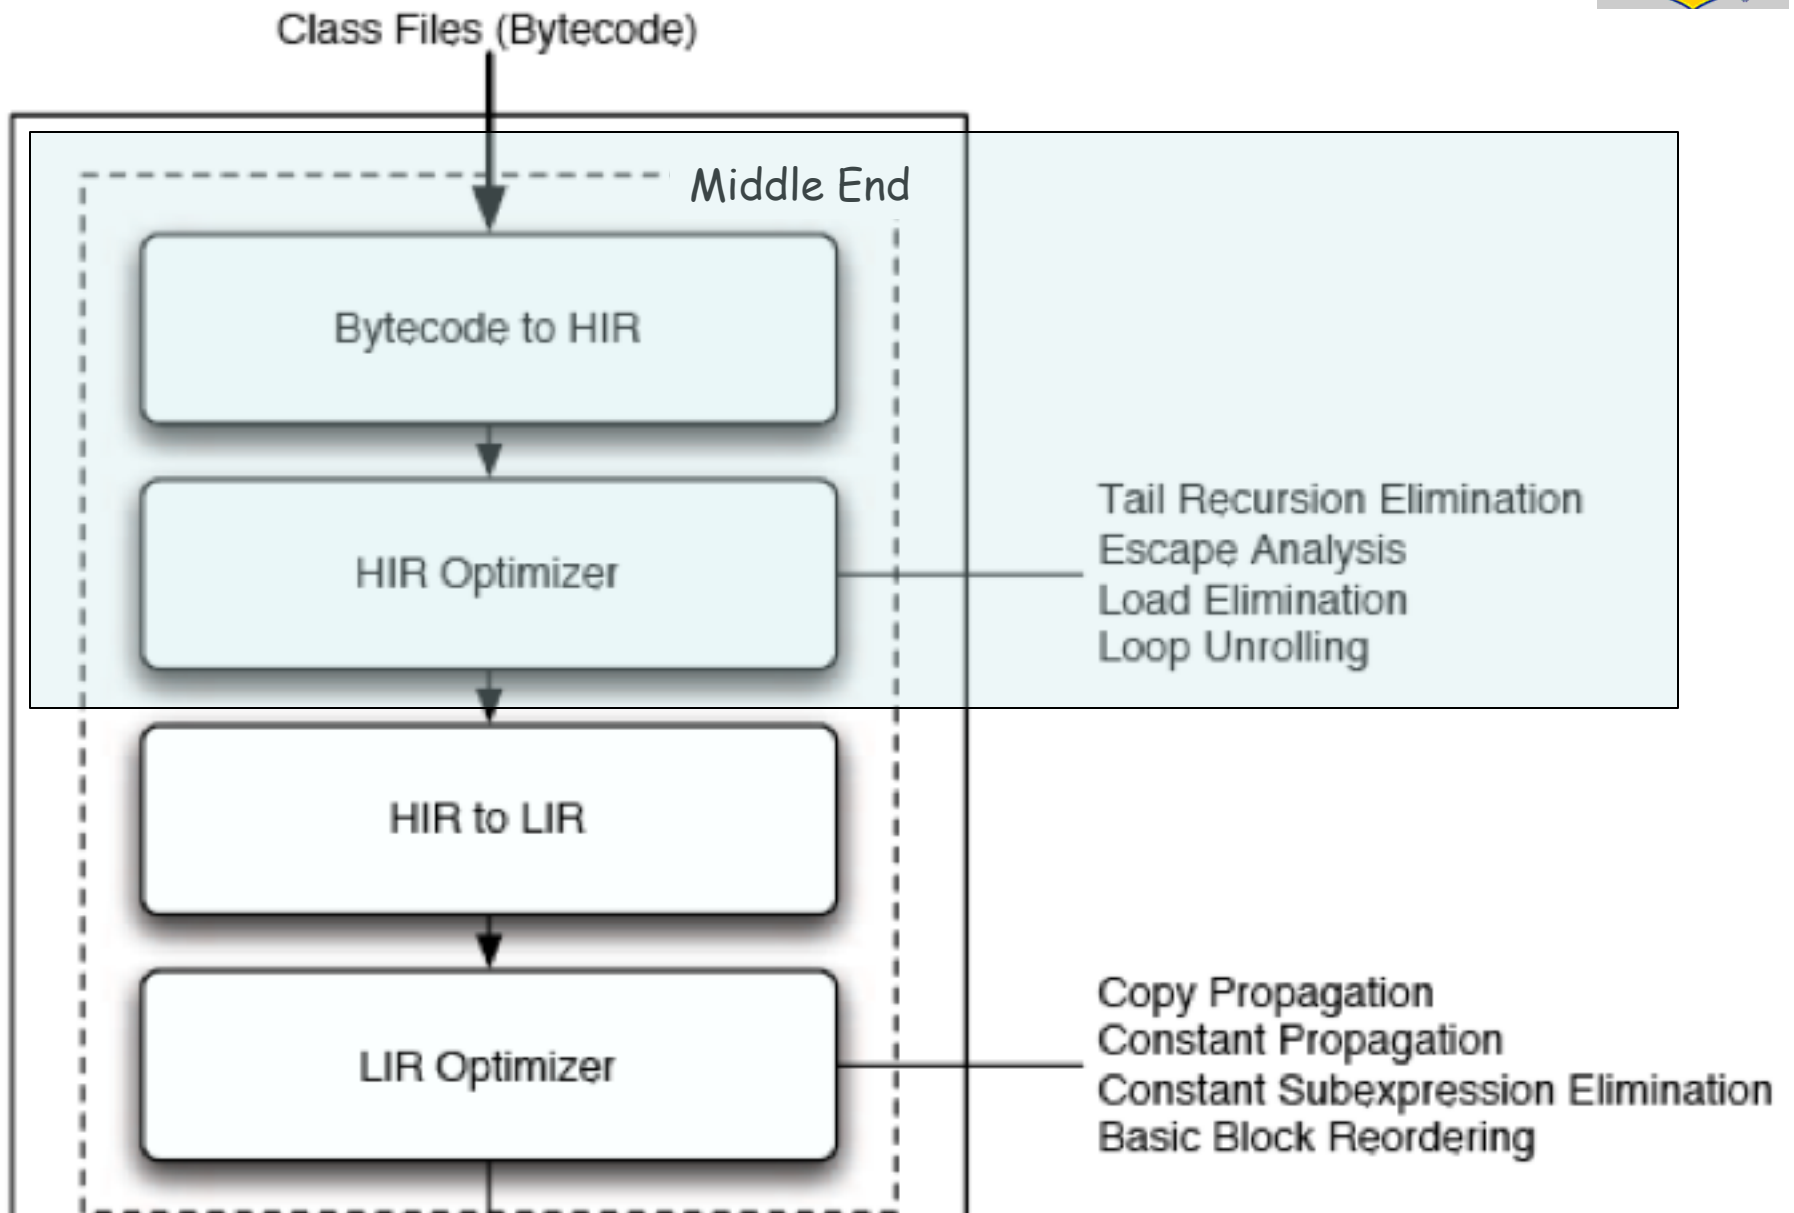 Class Files (Bytecode)
Middle End
Bytecode to HIR
HIR Optimizer
Tail Recursion Elimination
Escape Analysis
Load Elimination
Loop Unrolling
HIR to LIR
LIR Optimizer
Copy Propagation
Constant Propagation
Constant Subexpression Elimination
Basic Block Reordering